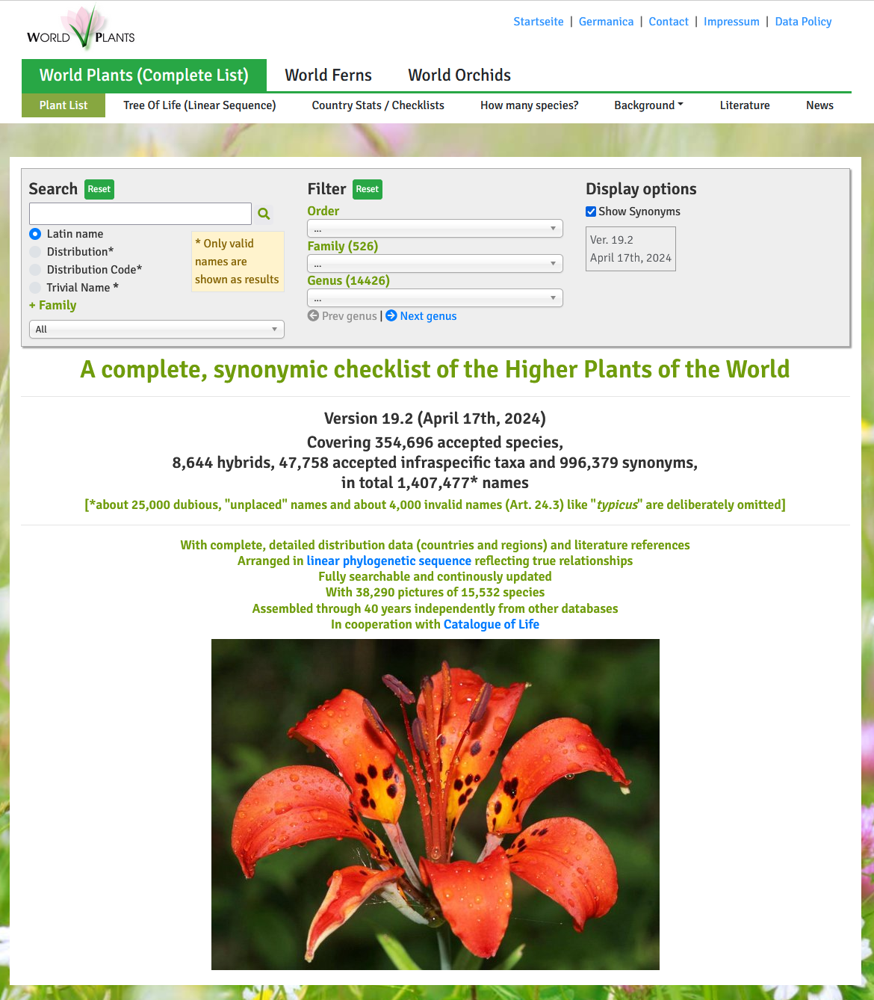 WORLD PLANTS
Startseite | Germanica | Contact | Impressum | Data Policy
World Plants (Complete List) World Ferns World Orchids
Plant List Tree Of Life (Linear Sequence) Country Stats / Checklists How many species? Background Literature News
Search Reset
Latin name
Distribution*
Distribution Code*
Trivial Name *
* Only valid
names are
shown as results
+ Family
All
Filter Reset
Order
...
Family (526)
...
Genus (14426)
...
Prev genus | Next genus
Display options
Show Synonyms
Ver. 19.2
April 17th, 2024
A complete, synonymic checklist of the Higher Plants of the World
Version 19.2 (April 17th, 2024)
Covering 354,696 accepted species,
8,644 hybrids, 47,758 accepted infraspecific taxa and 996,379 synonyms,
in total 1,407,477* names
[*about 25,000 dubious, "unplaced" names and about 4,000 invalid names (Art. 24.3) like "typicus" are deliberately omitted]
With complete, detailed distribution data (countries and regions) and literature references
Arranged in linear phylogenetic sequence reflecting true relationships
Fully searchable and continously updated
With 38,290 pictures of 15,532 species
Assembled through 40 years independently from other databases
In cooperation with Catalogue of Life